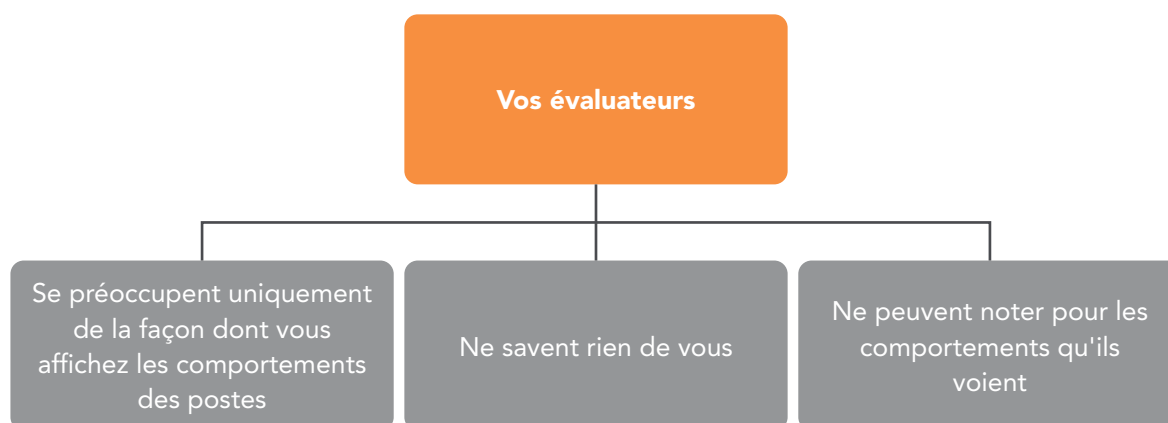 Vos évaluateurs
Se préoccupent uniquement
de la façon dont vous
affichez les comportements
des postes
Ne savent rien de vous
Ne peuvent noter pour les
comportements qu'ils
voient